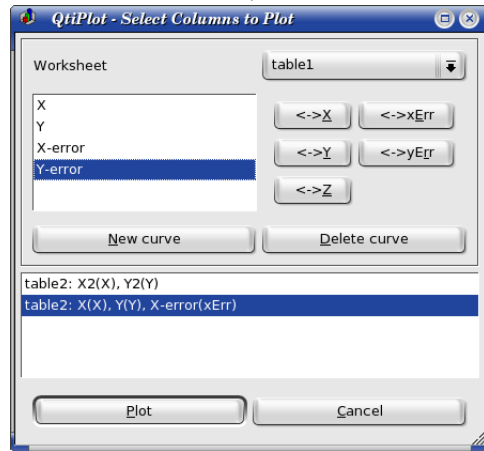 QtiPlot - Select Columns to Plot
Worksheet
table1
X
Y
X-error
Y-error
<->X
<->xErr
<->Y
<->yErr
<->Z
New curve
Delete curve
table2: X2(X), Y2(Y)
table2: X(X), Y(Y), X-error(xErr)
Plot
Cancel